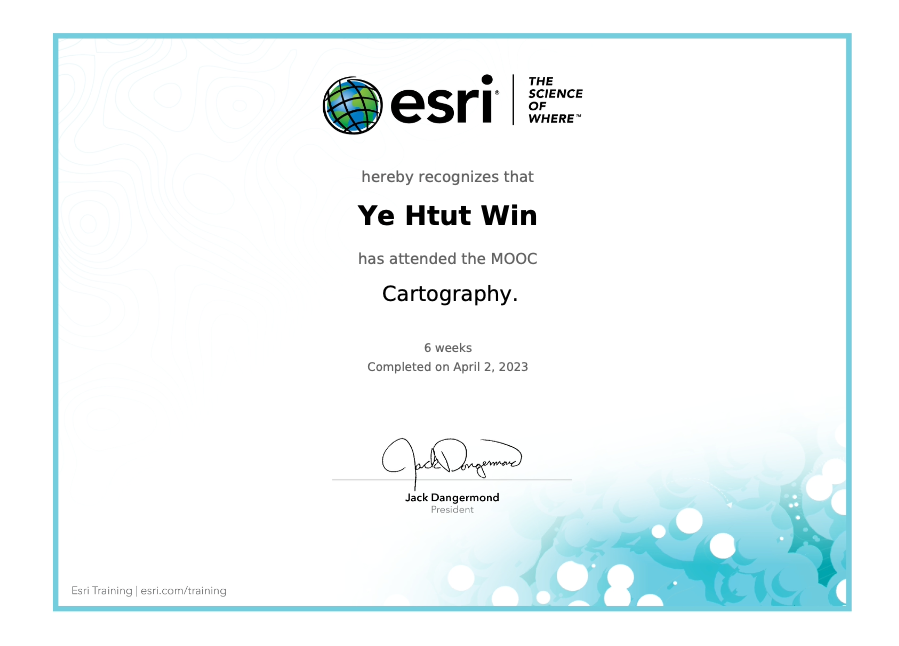 esri®
THE
SCIENCE
OF
WHERE™
hereby recognizes that
Ye Htut Win
has attended the MOOC
Cartography.
6 weeks
Completed on April 2, 2023
Jack Dangermond
Jack Dangermond
President
Esri Training | esri.com/training